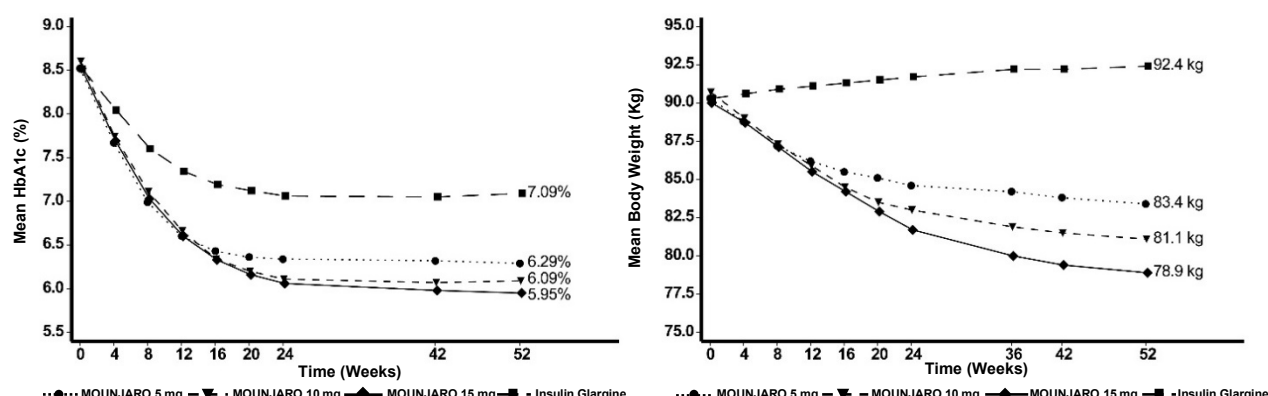 Mean HbA1c (%)
9.0
8.5
8.0
7.5
7.0
6.5
6.0
5.5
7.09%
6.29%
6.09%
5.95%
0 4 8 12 16 20 24 42 52
Time (Weeks)
MOUNJARO 5 mg MOUNJARO 10 mg MOUNJARO 15 mg Insulin Glargine
Mean Body Weight (Kg)
95.0
92.5
90.0
87.5
85.0
82.5
80.0
77.5
75.0
92.4 kg
83.4 kg
81.1 kg
78.9 kg
0 4 8 12 16 20 24 36 42 52
Time (Weeks)
MOUNJARO 5 mg MOUNJARO 10 mg MOUNJARO 15 mg Insulin Glargine